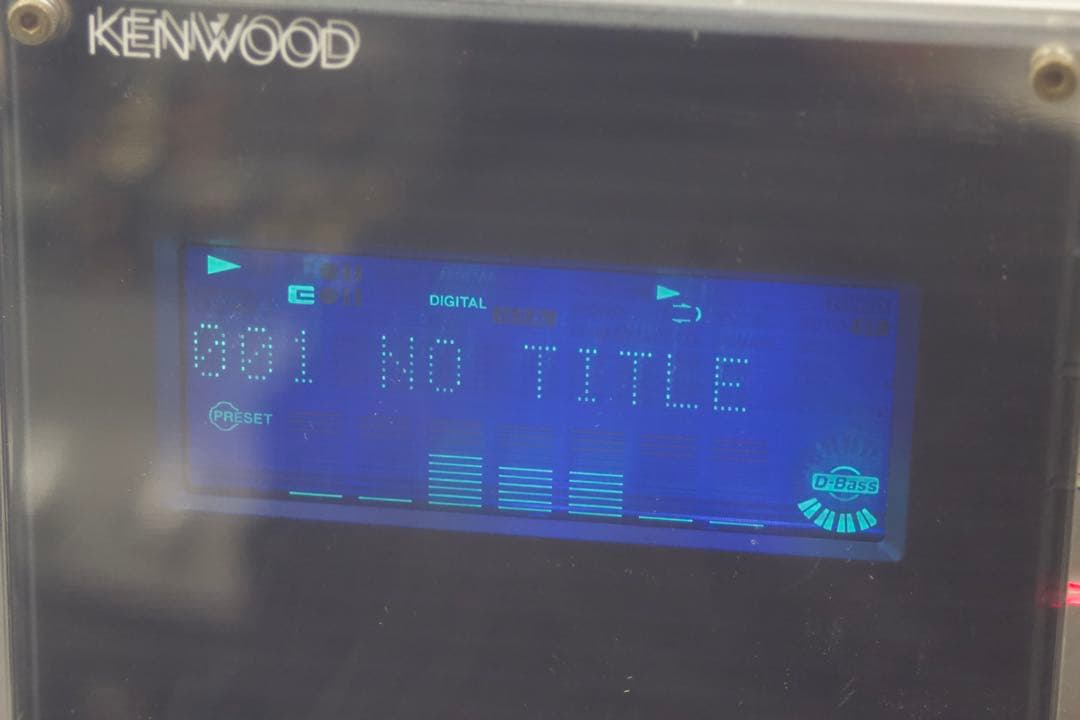 KENWOOD
DIGITAL
001 NO TITLE
PRESET
D-Bass